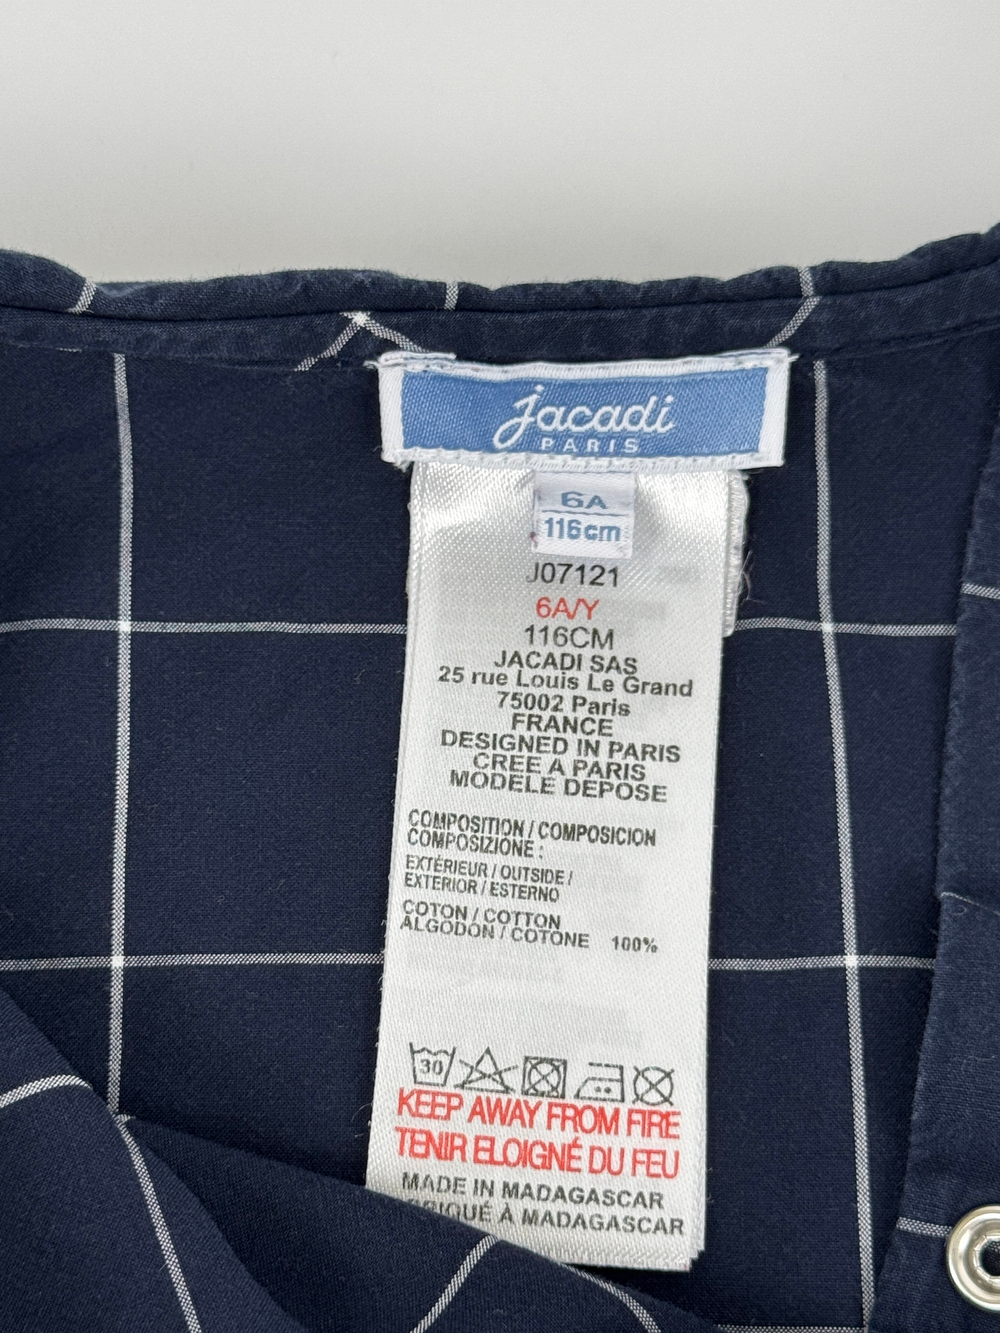 jacadi
PARIS
6A
116cm
J07121
6A/Y
116CM
JACADI SAS
25 rue Louis Le Grand
75002 Paris
FRANCE
DESIGNED IN PARIS
CREE A PARIS
MODELE DEPOSE
COMPOSITION / COMPOSICION
COMPOSIZIONE :
EXTÉRIEUR / OUTSIDE /
EXTERIOR / ESTERNO
COTON / COTTON
ALGODON / COTONE 100%
30
KEEP AWAY FROM FIRE
TENIR ELOIGNÉ DU FEU
MADE IN MADAGASCAR
À MADAGASCAR